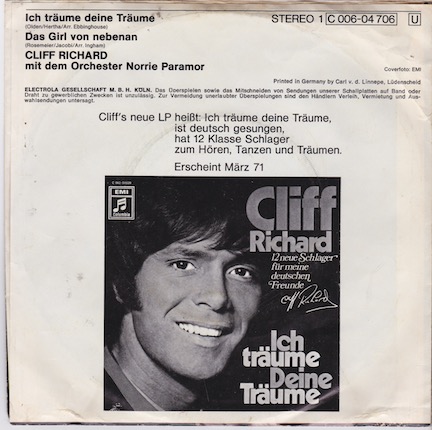 Ich träume deine Träume
(Olden/Hertha/Arr. Ebbinghouse)
Das Girl von nebenan
(Rosemeier/Jacobi/Arr. Ingham)
CLIFF RICHARD
mit dem Orchester Norrie Paramor
STEREO 1 C 006-04 706 U
Coverfoto: EMI
Printed in Germany by Carl v. d. Linnepe, Lüdenscheid
ELECTROLA GESELLSCHAFT M. B. H. KÖLN. Das Überspielen sowie das Mitschneiden von Sendungen unserer Schallplatten auf Band oder
Draht zu gewerblichen Zwecken ist unzulässig. Zur Vermeidung unerlaubter Überspielungen sind den Händlern Verleih, Vermietung und Aus-
wahlsendungen untersagt.
Cliff's neue LP heißt: Ich träume deine Träume,
ist deutsch gesungen,
hat 12 Klasse Schlager
zum Hören, Tanzen und Träumen.
Erscheint März 71
EMI
Columbia
Cliff
Richard
12 neue Schlager
für meine
deutschen
Freunde
Cliff Richard
Ich
träume
Deine
Träume